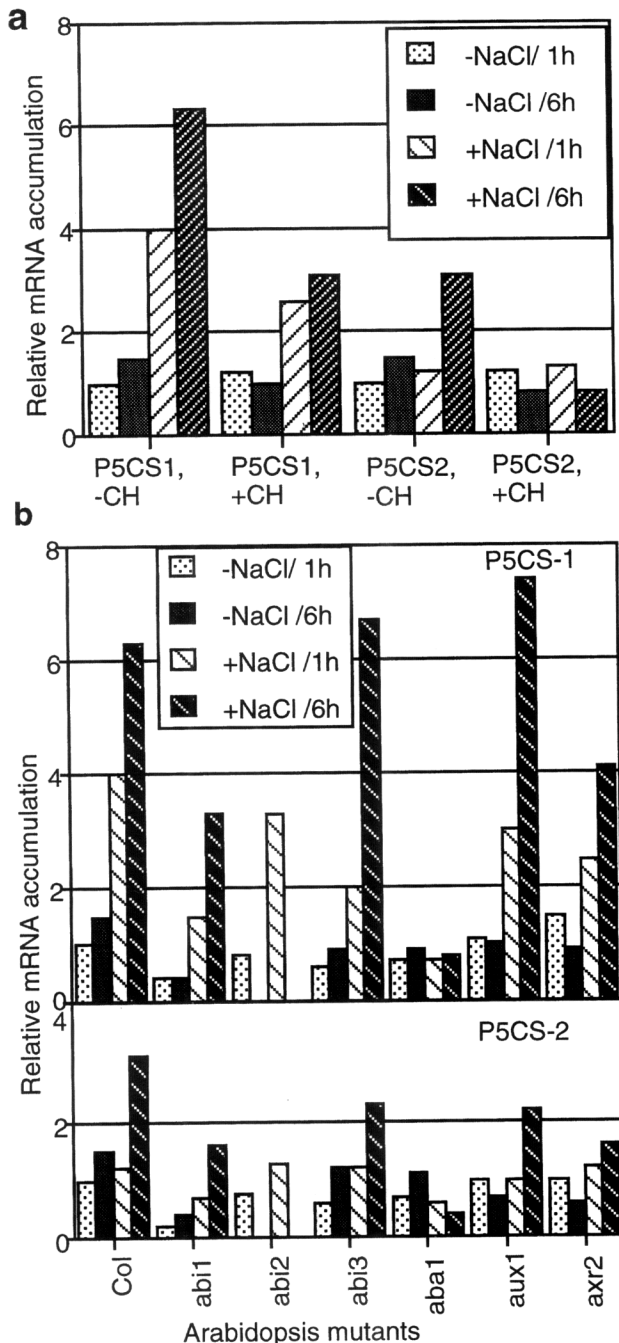 a
8
6
4
2
0
Relative mRNA accumulation
-NaCl/ 1h
-NaCl /6h
+NaCl /1h
+NaCl /6h
P5CS1,
-CH
P5CS1,
+CH
P5CS2,
-CH
P5CS2,
+CH
b
8
6
4
2
0
Relative mRNA accumulation
-NaCl/ 1h
-NaCl /6h
+NaCl /1h
+NaCl /6h
P5CS-1
4
2
0
P5CS-2
Col
abi1
abi2
abi3
aba1
aux1
axr2
Arabidopsis mutants